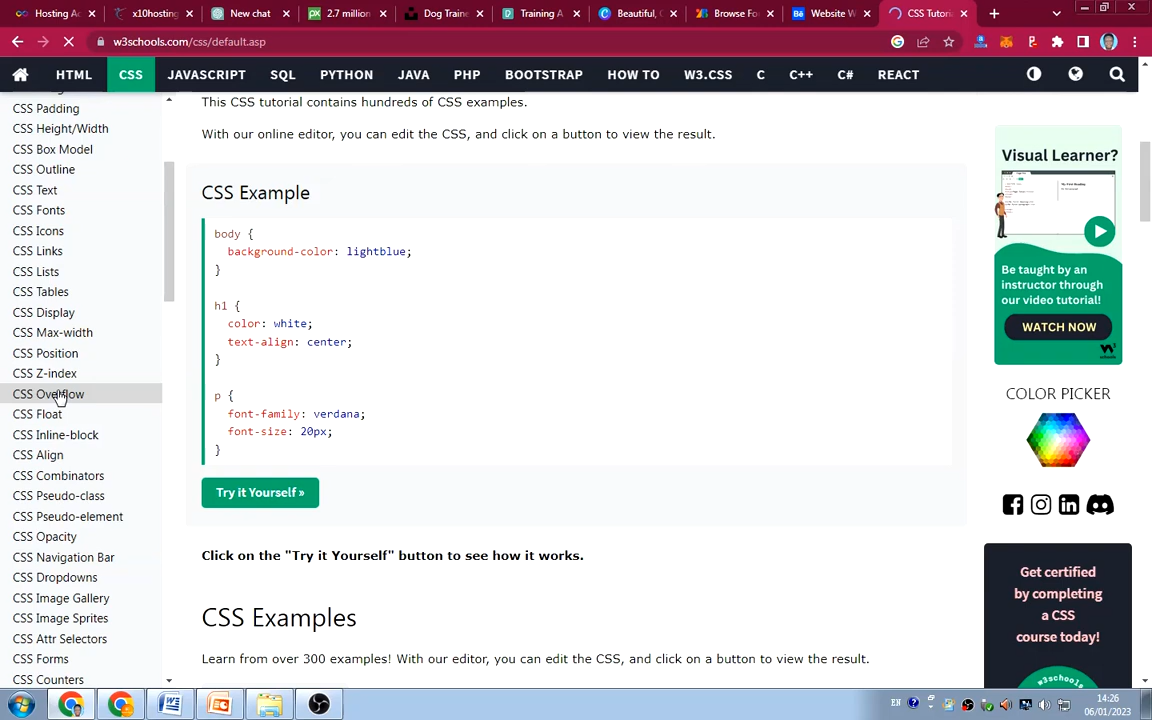 Hosting Ac
x10hosting
New chat
2.7 million
Dog Traine
Training A
Beautiful, C
Browse Fo
Website W
CSS Tutori
w3schools.com/css/default.asp
HTML CSS JAVASCRIPT SQL PYTHON JAVA PHP BOOTSTRAP HOW TO W3.CSS C C++ C# REACT
CSS Padding
CSS Height/Width
CSS Box Model
CSS Outline
CSS Text
CSS Fonts
CSS Icons
CSS Links
CSS Lists
CSS Tables
CSS Display
CSS Max-width
CSS Position
CSS Z-index
CSS Overflow
CSS Float
CSS Inline-block
CSS Align
CSS Combinators
CSS Pseudo-class
CSS Pseudo-element
CSS Opacity
CSS Navigation Bar
CSS Dropdowns
CSS Image Gallery
CSS Image Sprites
CSS Attr Selectors
CSS Forms
CSS Counters
This CSS tutorial contains hundreds of CSS examples.
With our online editor, you can edit the CSS, and click on a button to view the result.
CSS Example
body {
background-color: lightblue;
}
h1 {
color: white;
text-align: center;
}
p {
font-family: verdana;
font-size: 20px;
}
Try it Yourself »
Click on the "Try it Yourself" button to see how it works.
CSS Examples
Learn from over 300 examples! With our editor, you can edit the CSS, and click on a button to view the result.
Visual Learner?
Be taught by an
instructor through
our video tutorial!
WATCH NOW
COLOR PICKER
Get certified
by completing
a CSS
course today!
w3schools
EN
14:26
06/01/2023